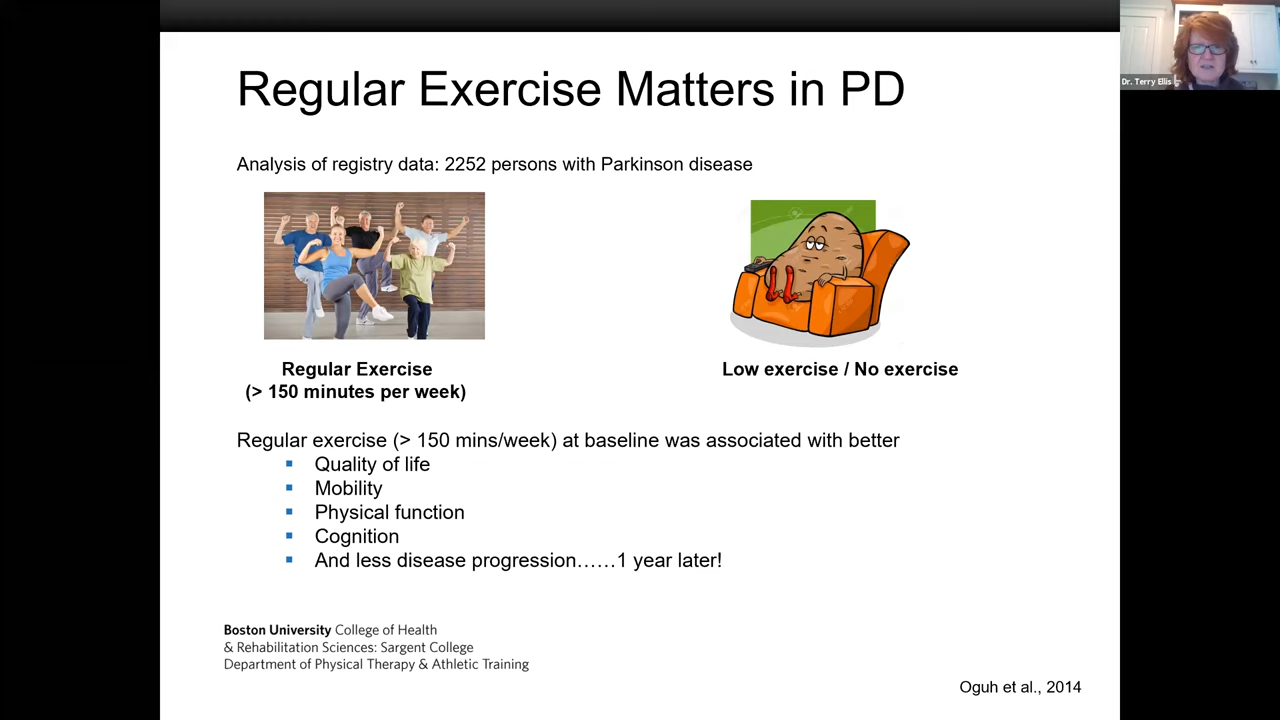 Regular Exercise Matters in PD
Dr. Terry Ellis
Analysis of registry data: 2252 persons with Parkinson disease
Regular Exercise
(> 150 minutes per week)
Low exercise / No exercise
Regular exercise (> 150 mins/week) at baseline was associated with better
▪ Quality of life
▪ Mobility
▪ Physical function
▪ Cognition
▪ And less disease progression……1 year later!
Boston University College of Health
& Rehabilitation Sciences: Sargent College
Department of Physical Therapy & Athletic Training
Oguh et al., 2014